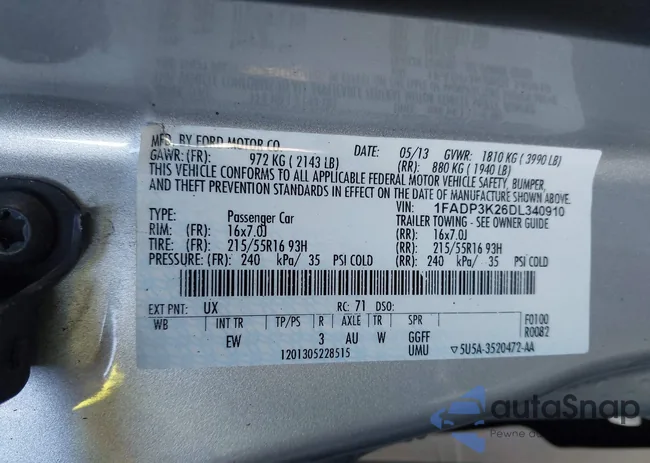 MFD. BY FORD MOTOR CO. DATE: 05/13 GVWR: 1810 KG ( 3990 LB)
GAWR: (FR): 972 KG ( 2143 LB) (RR): 880 KG ( 1940 LB)
THIS VEHICLE CONFORMS TO ALL APPLICABLE FEDERAL MOTOR VEHICLE SAFETY, BUMPER,
AND THEFT PREVENTION STANDARDS IN EFFECT ON THE DATE OF MANUFACTURE SHOWN ABOVE.
VIN: 1FADP3K26DL340910
TYPE: Passenger Car TRAILER TOWING - SEE OWNER GUIDE
RIM: (FR): 16x7.0J (RR): 16x7.0J
TIRE: (FR): 215/55R16 93H (RR): 215/55R16 93H
PRESSURE: (FR): 240 kPa/ 35 PSI COLD (RR): 240 kPa/ 35 PSI COLD
EXT PNT: UX RC: 71 DSO: F0100
WB INT TR TP/PS R AXLE TR SPR R0082
EW 3 AU W GGFF
1201305228515 UMU ▽5U5A-3520472-AA
autoSnap
Pewne